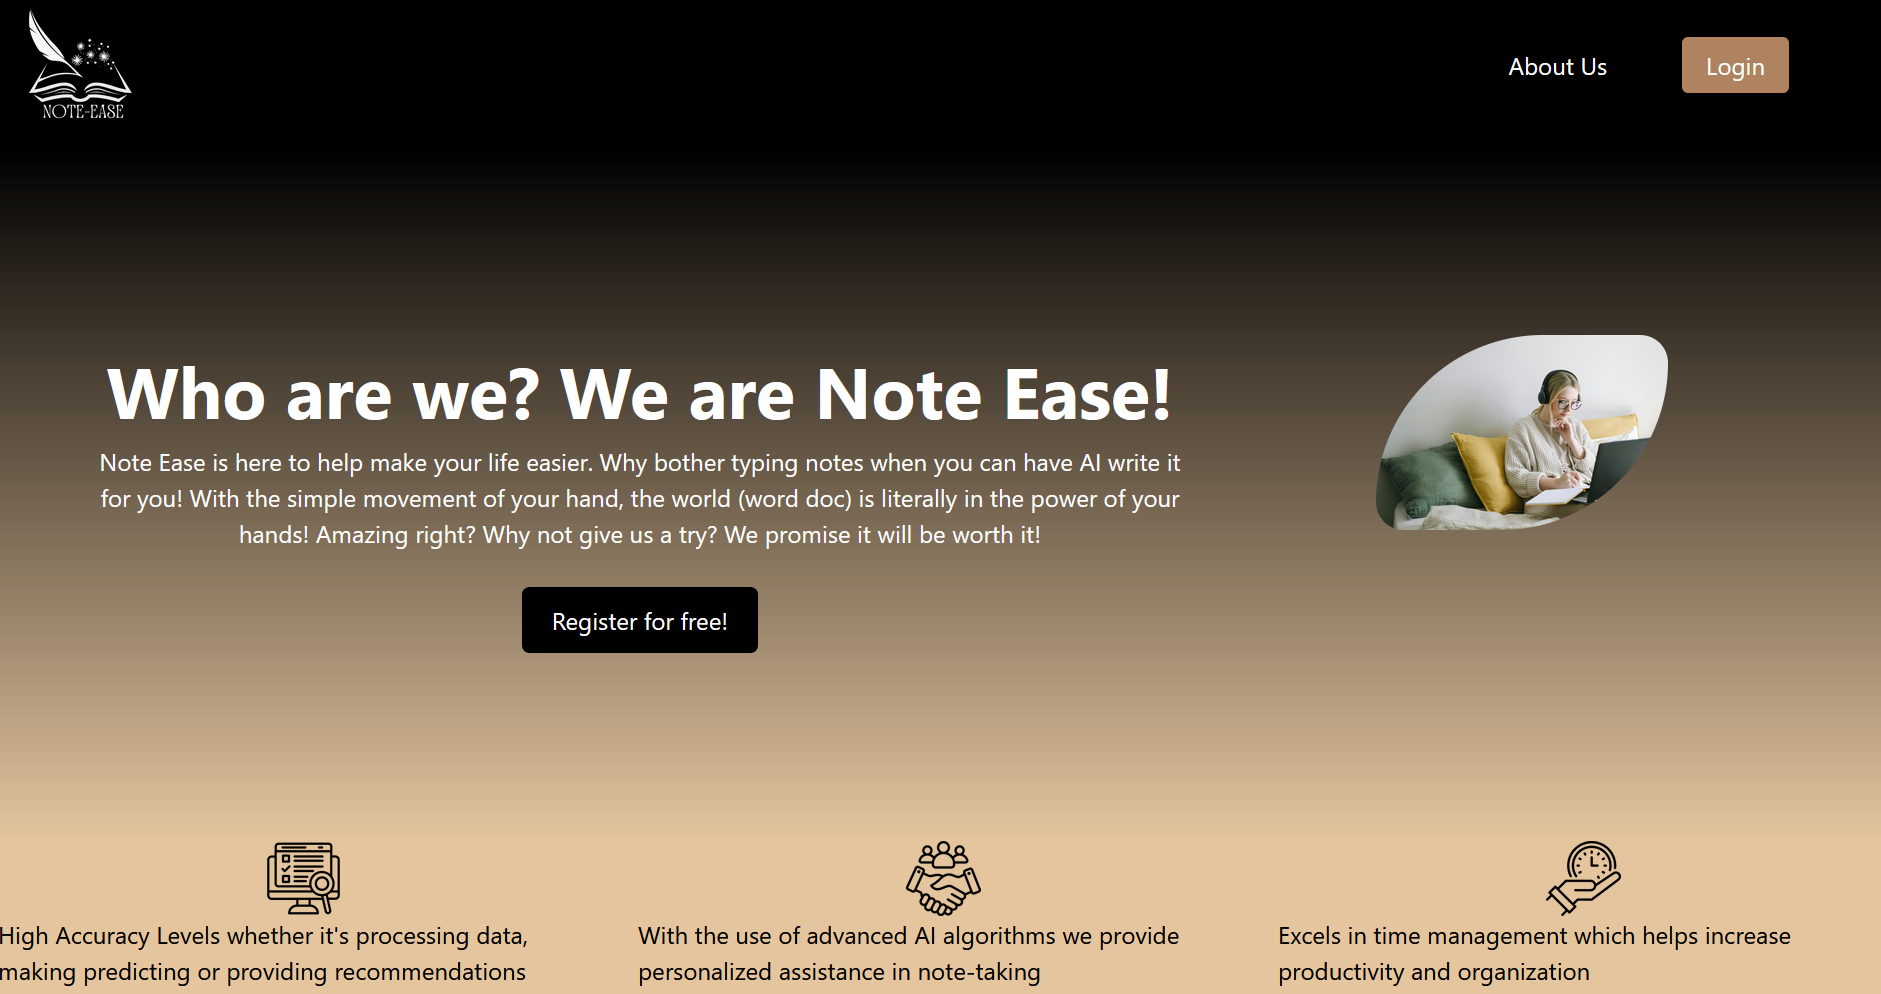 NOTE-EASE
About Us
Login
Who are we? We are Note Ease!
Note Ease is here to help make your life easier. Why bother typing notes when you can have AI write it
for you! With the simple movement of your hand, the world (word doc) is literally in the power of your
hands! Amazing right? Why not give us a try? We promise it will be worth it!
Register for free!
High Accuracy Levels whether it's processing data,
making predicting or providing recommendations
With the use of advanced AI algorithms we provide
personalized assistance in note-taking
Excels in time management which helps increase
productivity and organization